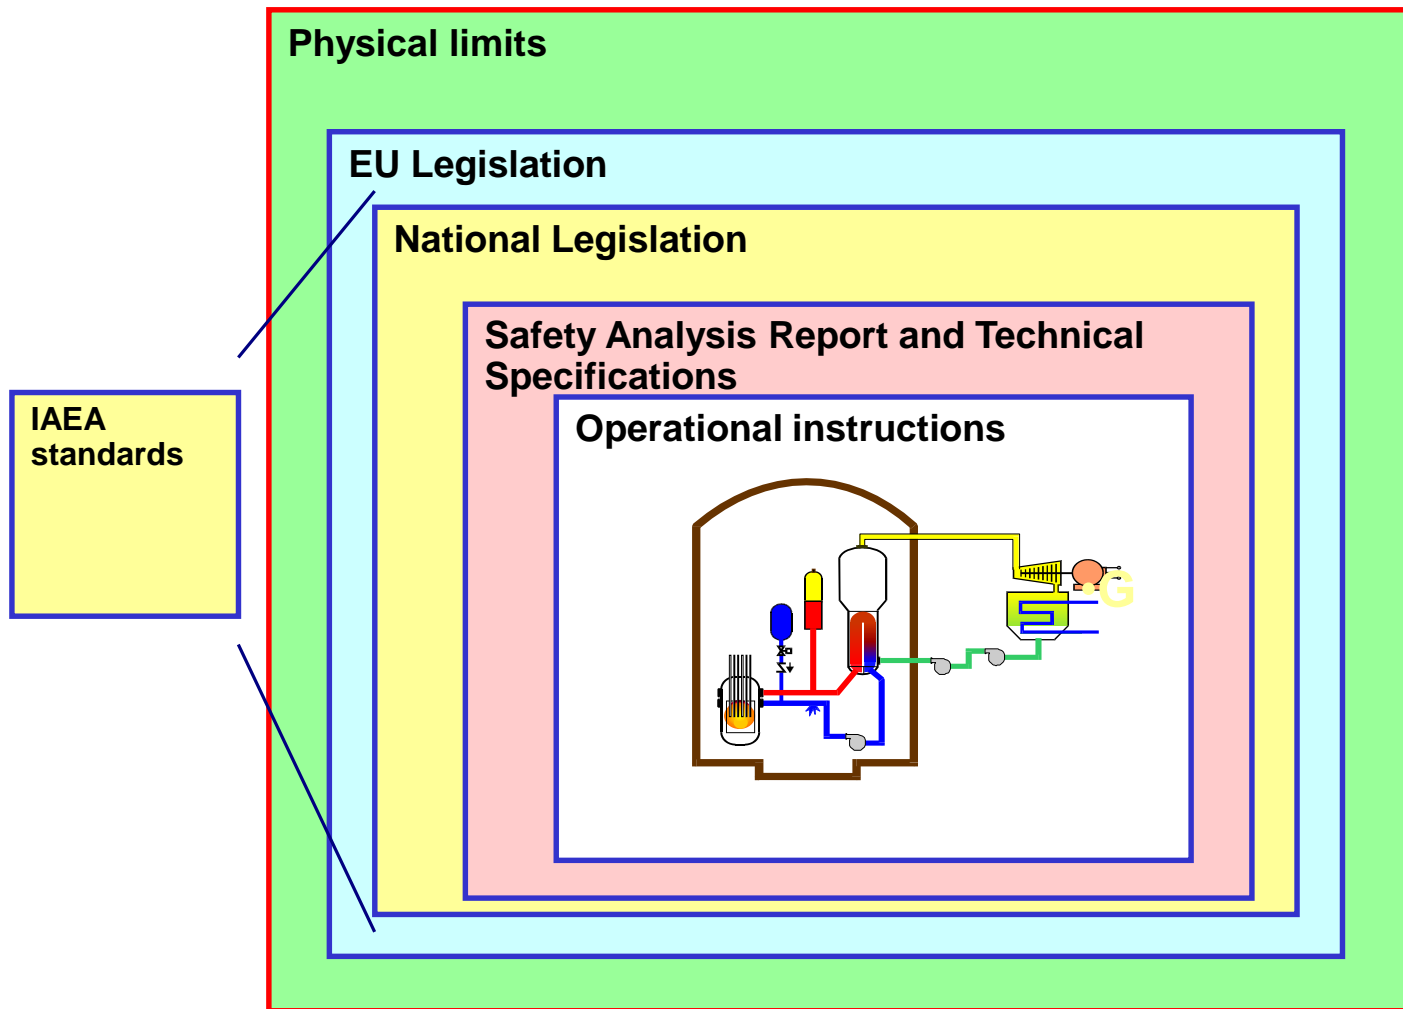 Physical limits
EU Legislation
National Legislation
Safety Analysis Report and Technical
Specifications
IAEA
standards
Operational instructions
•G